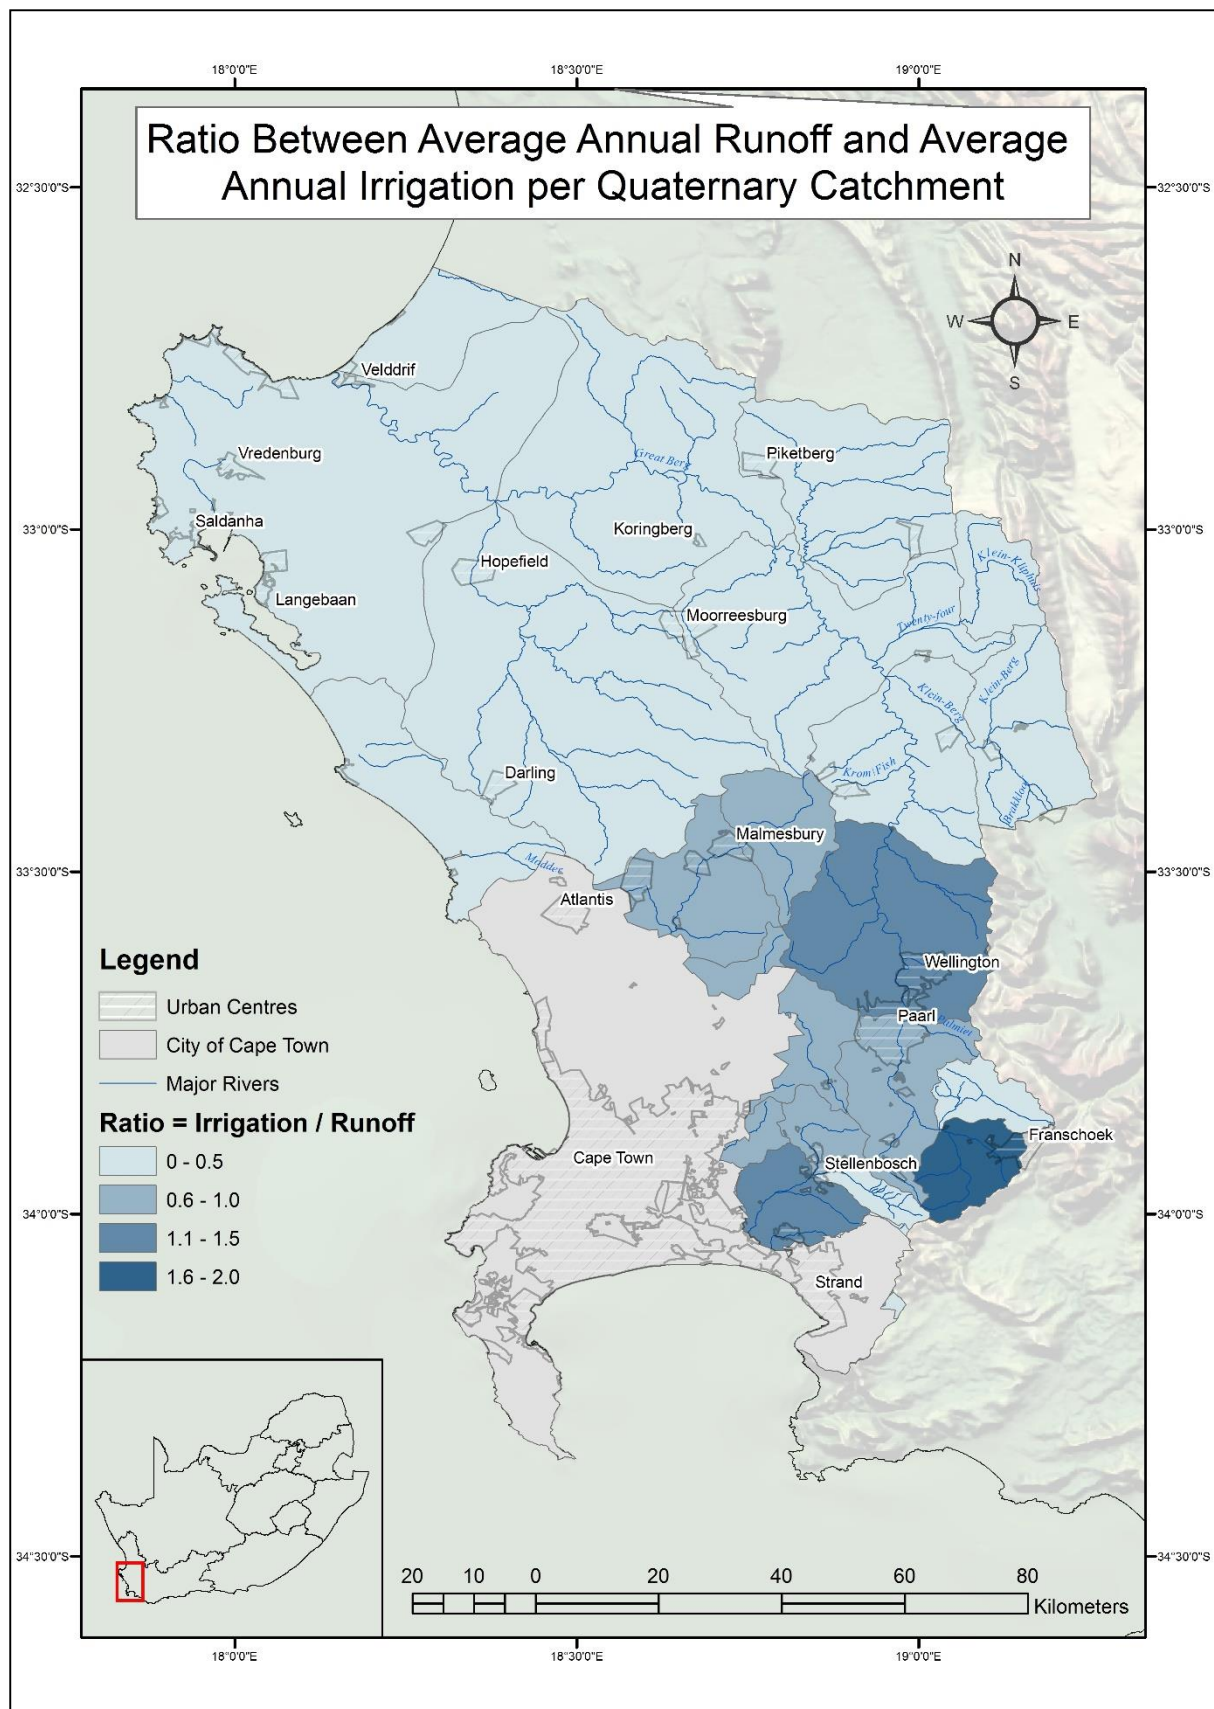 18°0'0"E
18°30'0"E
19°0'0"E
Ratio Between Average Annual Runoff and Average
Annual Irrigation per Quaternary Catchment
32°30'0"S
32°30'0"S
N
W
E
S
Velddrif
Vredenburg
Great Berg
Piketberg
Saldanha
Koringberg
33°0'0"S
33°0'0"S
Hopefield
Klein-Kliphuis
Langebaan
Moorreesburg
Twenty-four
Klein-Berg
Klein-Berg
Darling
Krom
Fish
Brakkloof
Malmesbury
Modder
33°30'0"S
33°30'0"S
Atlantis
Wellington
Paarl
Palmiet
Franschoek
Cape Town
Stellenbosch
34°0'0"S
34°0'0"S
Strand
Legend
Urban Centres
City of Cape Town
Major Rivers
Ratio = Irrigation / Runoff
0 - 0.5
0.6 - 1.0
1.1 - 1.5
1.6 - 2.0
34°30'0"S
34°30'0"S
20 10 0 20 40 60 80
Kilometers
18°0'0"E
18°30'0"E
19°0'0"E